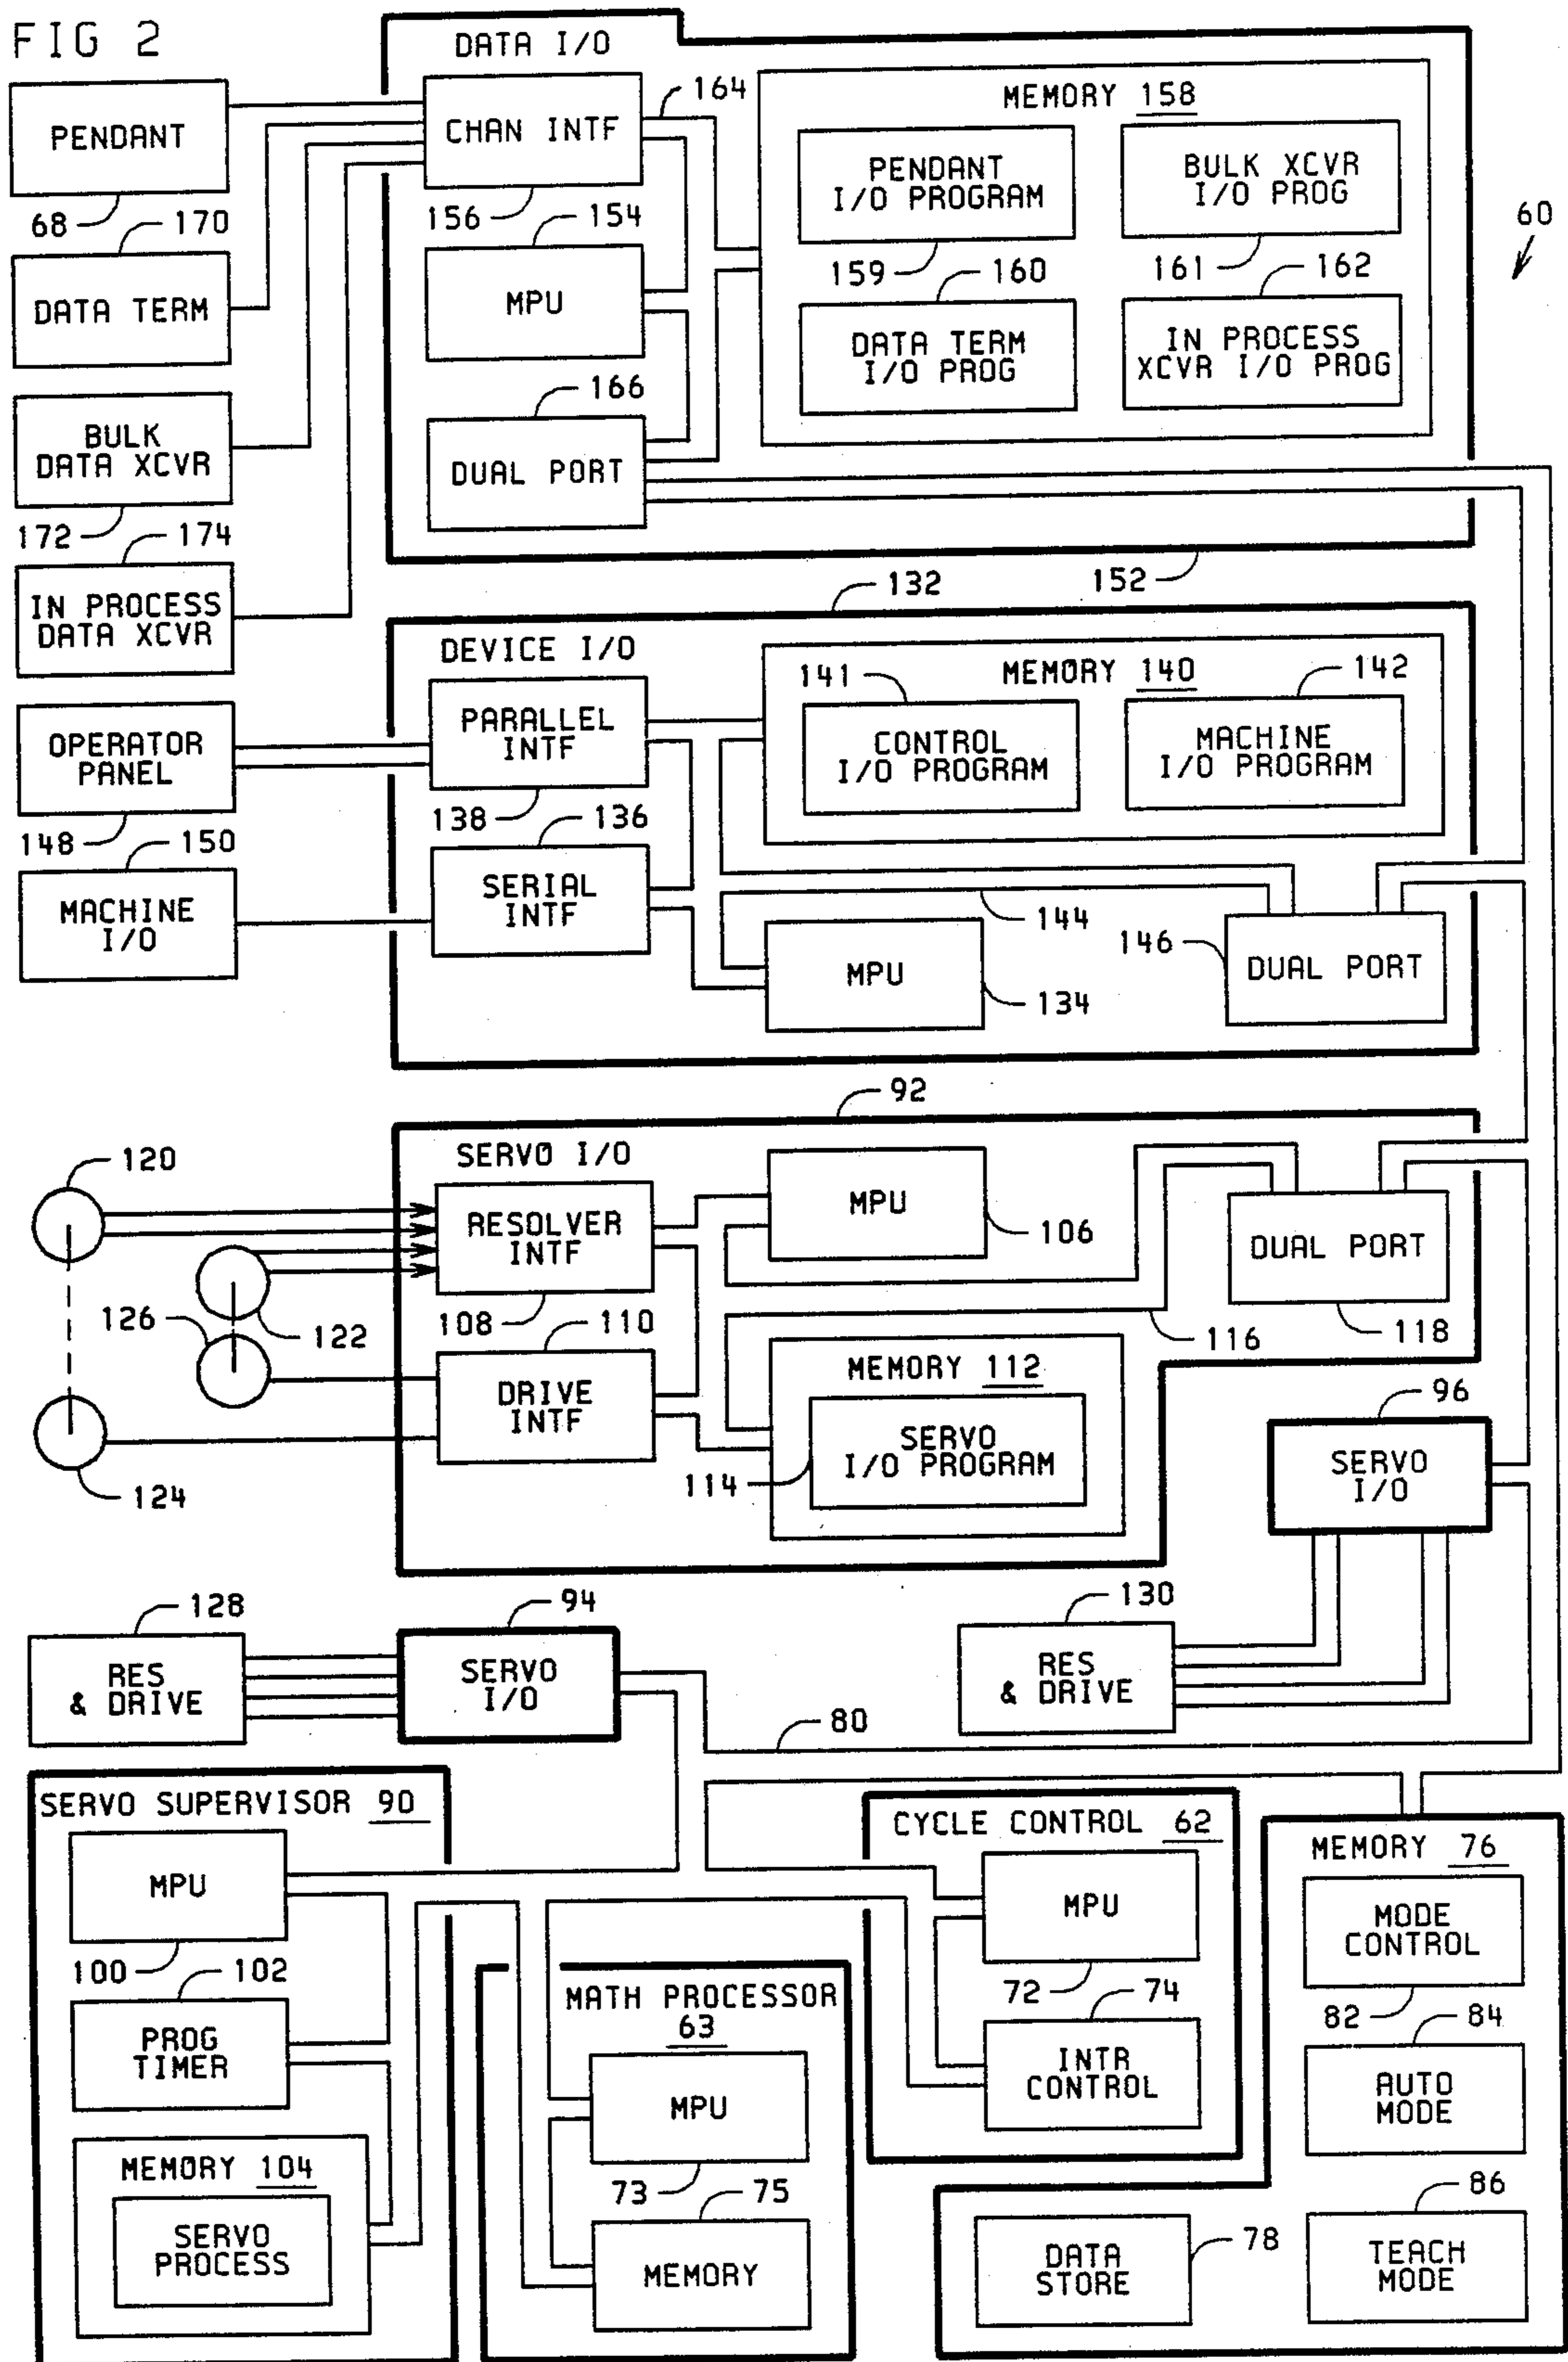 FIG 2
DATA I/O
PENDANT
68
170
DATA TERM
BULK
DATA XCVR
172
174
IN PROCESS
DATA XCVR
CHAN INTF
164
156
154
MPU
166
DUAL PORT
MEMORY 158
PENDANT
I/O PROGRAM
159
BULK XCVR
I/O PROG
161
160
DATA TERM
I/O PROG
162
IN PROCESS
XCVR I/O PROG
60
152
132
DEVICE I/O
OPERATOR
PANEL
148
150
MACHINE
I/O
PARALLEL
INTF
138
136
SERIAL
INTF
MEMORY 140
141
CONTROL
I/O PROGRAM
142
MACHINE
I/O PROGRAM
144
MPU
134
146
DUAL PORT
92
SERVO I/O
120
122
126
124
RESOLVER
INTF
108
110
DRIVE
INTF
MPU
106
DUAL PORT
118
116
MEMORY 112
SERVO
I/O PROGRAM
114
96
SERVO
I/O
128
RES
& DRIVE
94
SERVO
I/O
130
RES
& DRIVE
80
SERVO SUPERVISOR 90
MPU
100
102
PROG
TIMER
MEMORY 104
SERVO
PROCESS
MATH PROCESSOR
63
MPU
73
75
MEMORY
CYCLE CONTROL 62
MPU
72
74
INTR
CONTROL
MEMORY 76
MODE
CONTROL
82
84
AUTO
MODE
86
TEACH
MODE
DATA
STORE
78